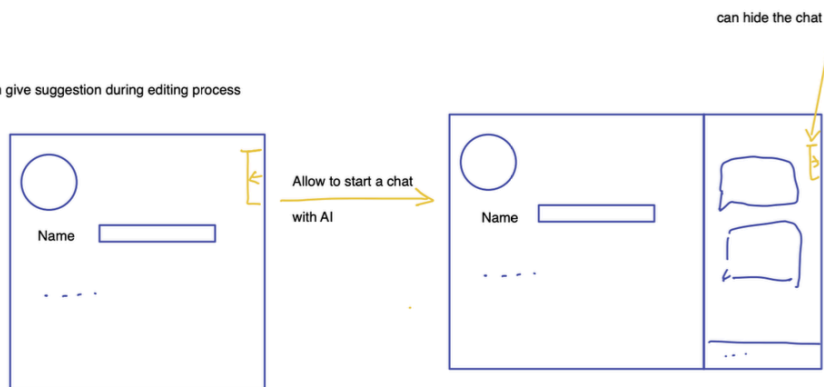 can hide the chat
give suggestion during editing process
Allow to start a chat
with AI
Name
Name